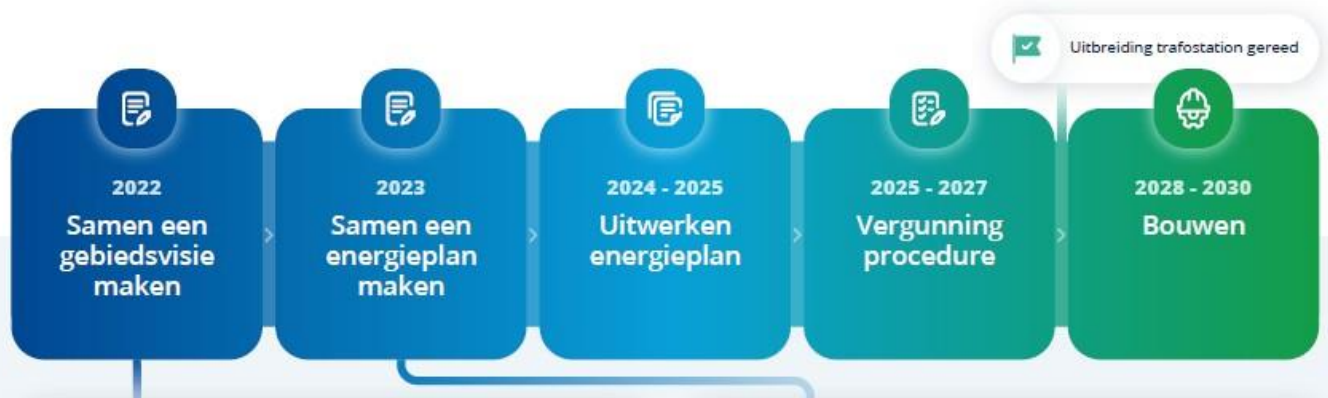 Uitbreiding trafostation gereed
2022
Samen een
gebiedsvisie
maken
2023
Samen een
energieplan
maken
2024 - 2025
Uitwerken
energieplan
2025 - 2027
Vergunning
procedure
2028 - 2030
Bouwen